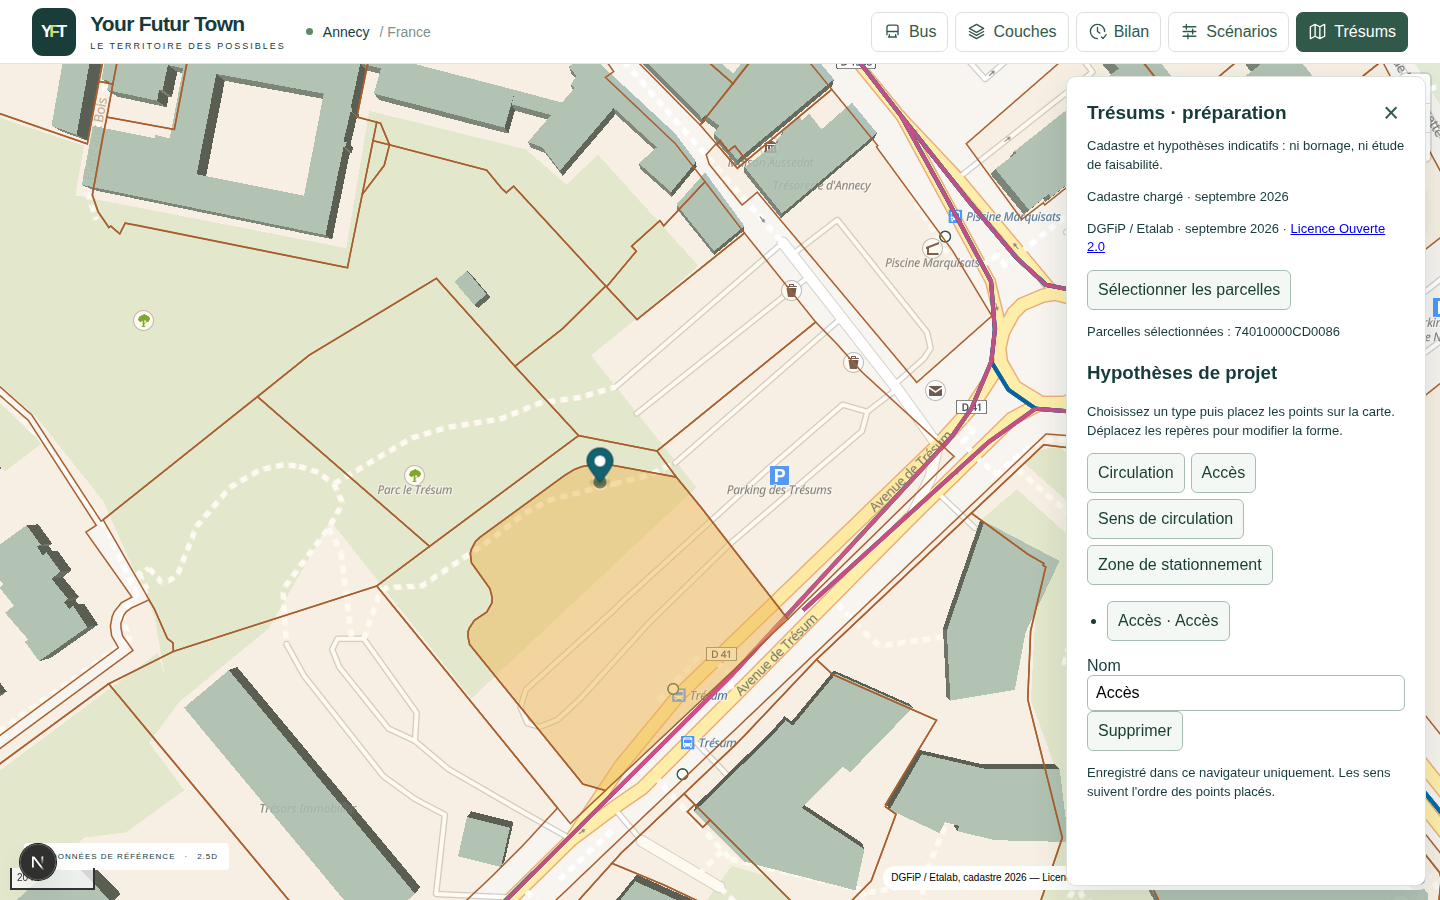 YFT
Your Futur Town
LE TERRITOIRE DES POSSIBLES
Annecy / France
Bus
Couches
Bilan
Scénarios
Trésums
Trésums · préparation
Cadastre et hypothèses indicatifs : ni bornage, ni étude
de faisabilité.
Cadastre chargé · septembre 2026
DGFiP / Etalab · septembre 2026 · Licence Ouverte
2.0
Sélectionner les parcelles
Parcelles sélectionnées : 74010000CD0086
Hypothèses de projet
Choisissez un type puis placez les points sur la carte.
Déplacez les repères pour modifier la forme.
Circulation
Accès
Sens de circulation
Zone de stationnement
Accès · Accès
Nom
Accès
Supprimer
Enregistré dans ce navigateur uniquement. Les sens
suivent l'ordre des points placés.
Bois
Aussedat
d'Annecy
Piscine Marquisats
Piscine Marquisats
D 41
Avenue de Trésum
P
Parking des Trésums
Parc le Trésum
D 41
Avenue de Trésum
Trésum
Trésum
Trésors
ONNÉES DE RÉFÉRENCE · 2.5D
N
20
DGFiP / Etalab, cadastre 2026 — Licen